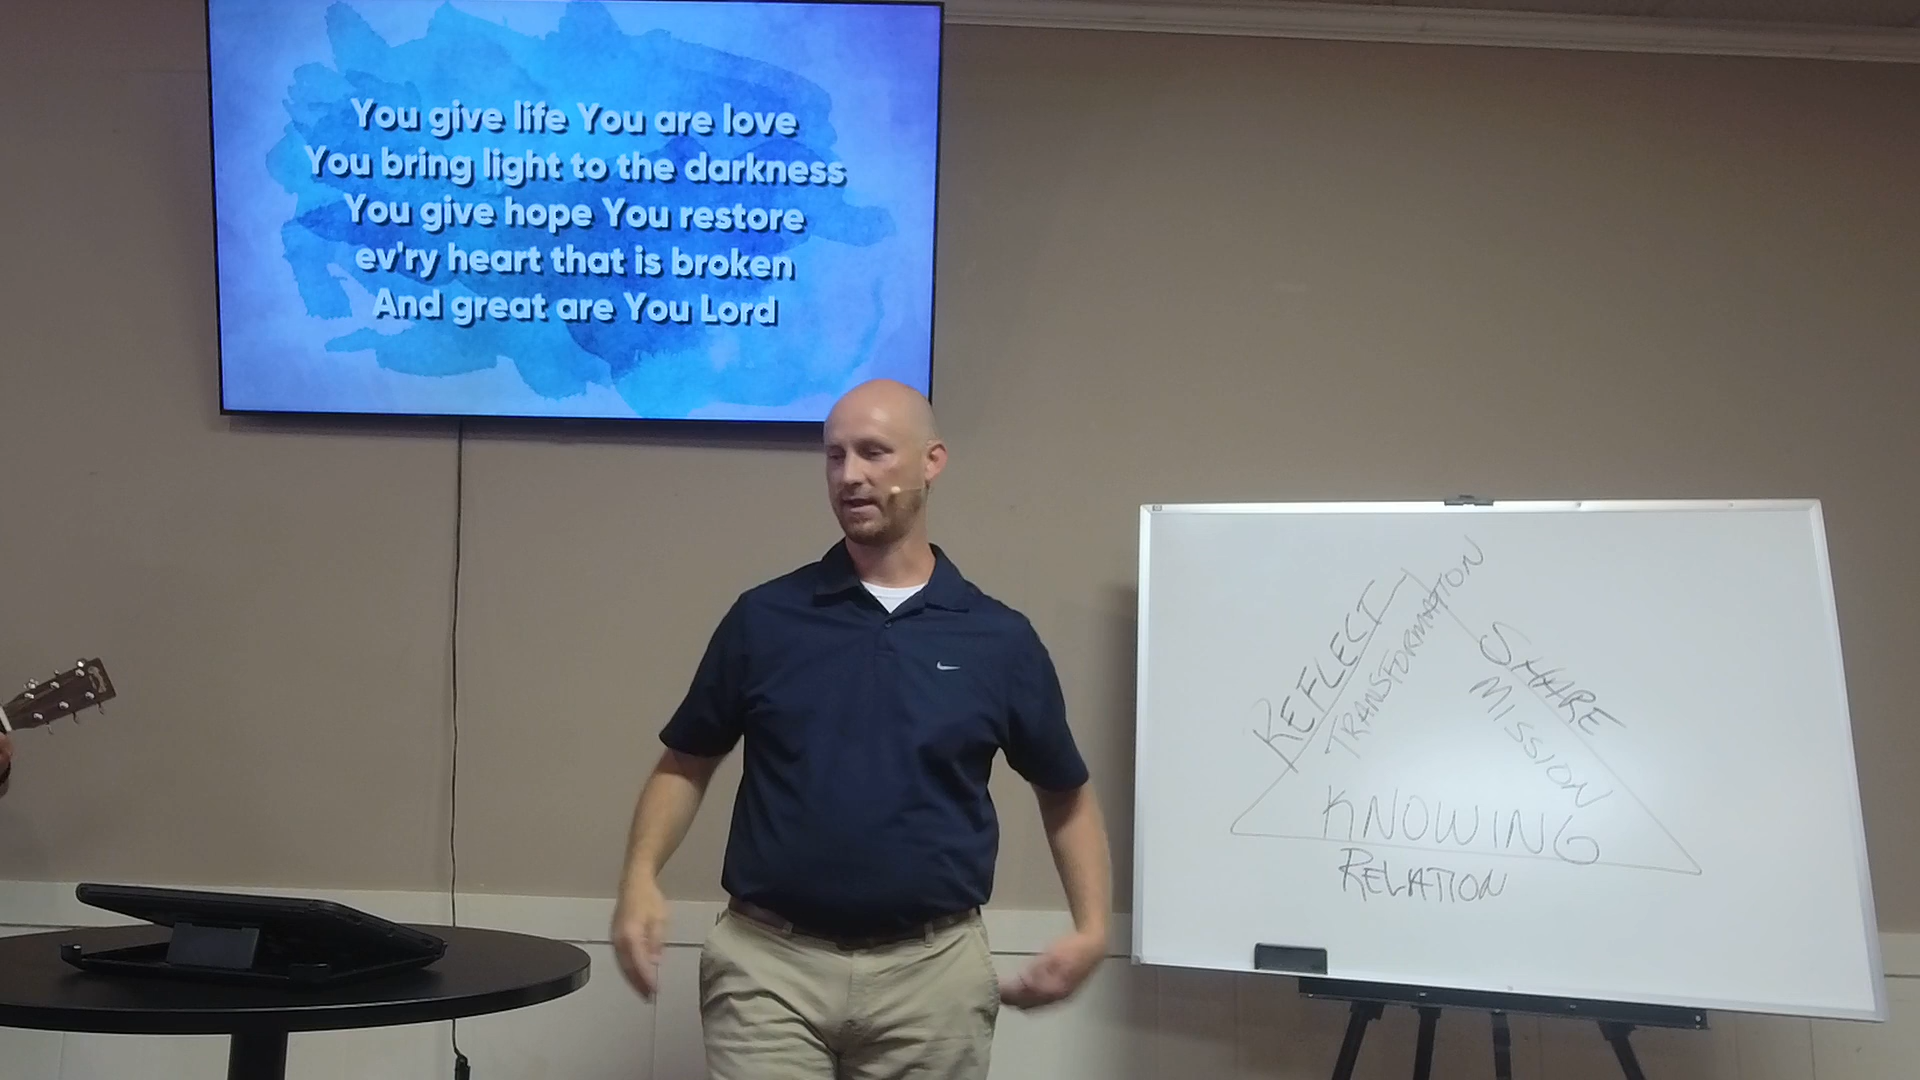 You give life You are love
You bring light to the darkness
You give hope You restore
ev'ry heart that is broken
And great are You Lord
REFLECT
TRANSFORMATION
SHARE
MISSION
KNOWING
RELATION